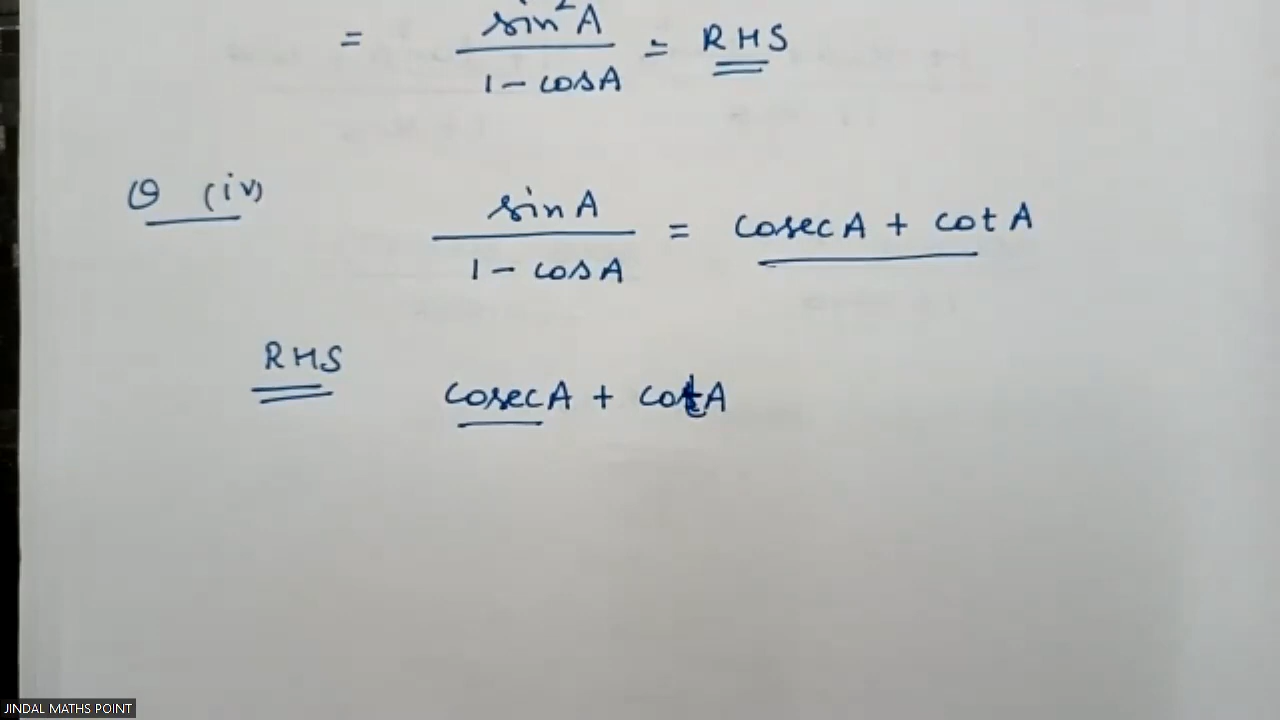 = sin²A / 1 - cosA = RHS
Q (iv) sinA / 1 - cosA = cosecA + cotA
RHS cosecA + cotA
JINDAL MATHS POINT